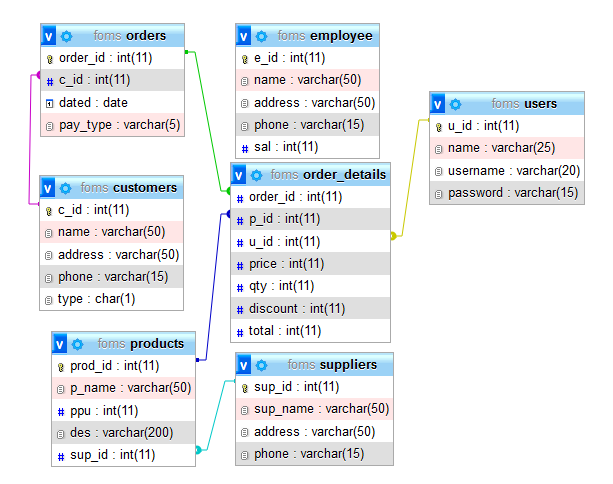 v foms orders
order_id : int(11)
# c_id : int(11)
dated : date
pay_type : varchar(5)
v foms employee
e_id : int(11)
name : varchar(50)
address : varchar(50)
phone : varchar(15)
# sal : int(11)
v foms users
u_id : int(11)
name : varchar(25)
username : varchar(20)
password : varchar(15)
v foms customers
c_id : int(11)
name : varchar(50)
address : varchar(50)
phone : varchar(15)
type : char(1)
v foms order_details
# order_id : int(11)
# p_id : int(11)
# u_id : int(11)
# price : int(11)
# qty : int(11)
# discount : int(11)
# total : int(11)
v foms products
prod_id : int(11)
p_name : varchar(50)
# ppu : int(11)
des : varchar(200)
# sup_id : int(11)
v foms suppliers
sup_id : int(11)
sup_name : varchar(50)
address : varchar(50)
phone : varchar(15)